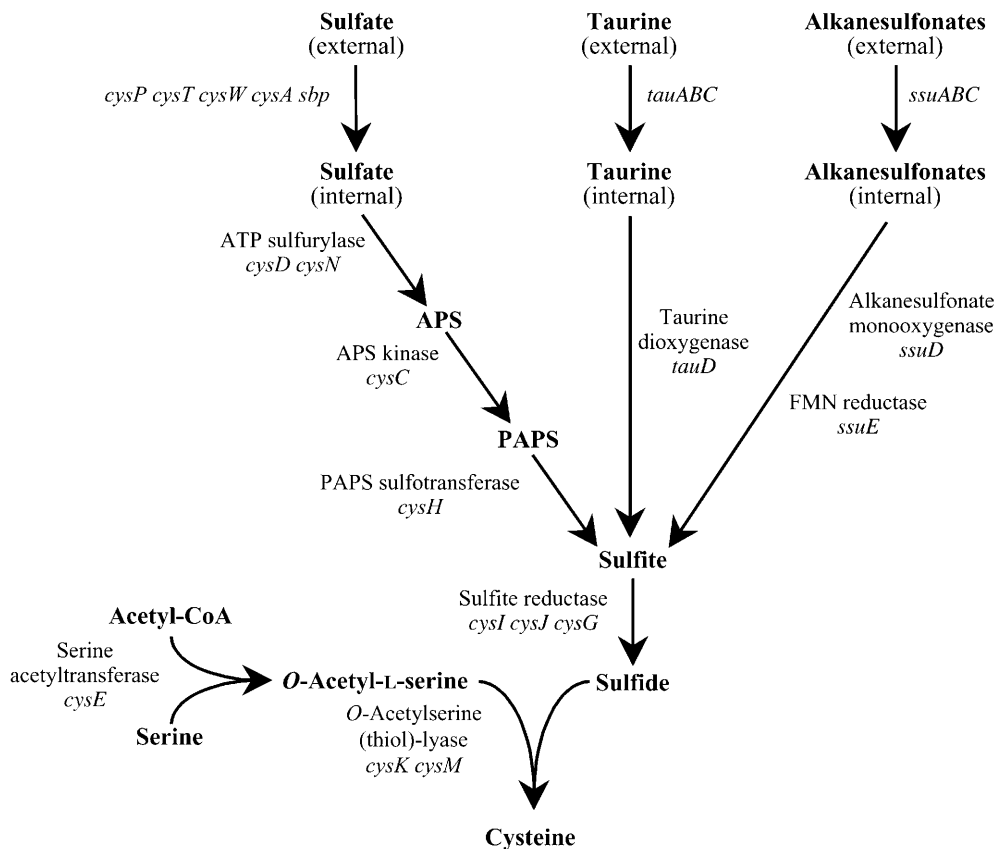 Sulfate
(external)
Taurine
(external)
Alkanesulfonates
(external)
cysP cysT cysW cysA sbp
tauABC
ssuABC
Sulfate
(internal)
Taurine
(internal)
Alkanesulfonates
(internal)
ATP sulfurylase
cysD cysN
APS
APS kinase
cysC
PAPS
PAPS sulfotransferase
cysH
Taurine
dioxygenase
tauD
Alkanesulfonate
monooxygenase
ssuD
FMN reductase
ssuE
Sulfite
Sulfite reductase
cysI cysJ cysG
Sulfide
Acetyl-CoA
Serine
acetyltransferase
cysE
Serine
O-Acetyl-L-serine
O-Acetylserine
(thiol)-lyase
cysK cysM
Cysteine